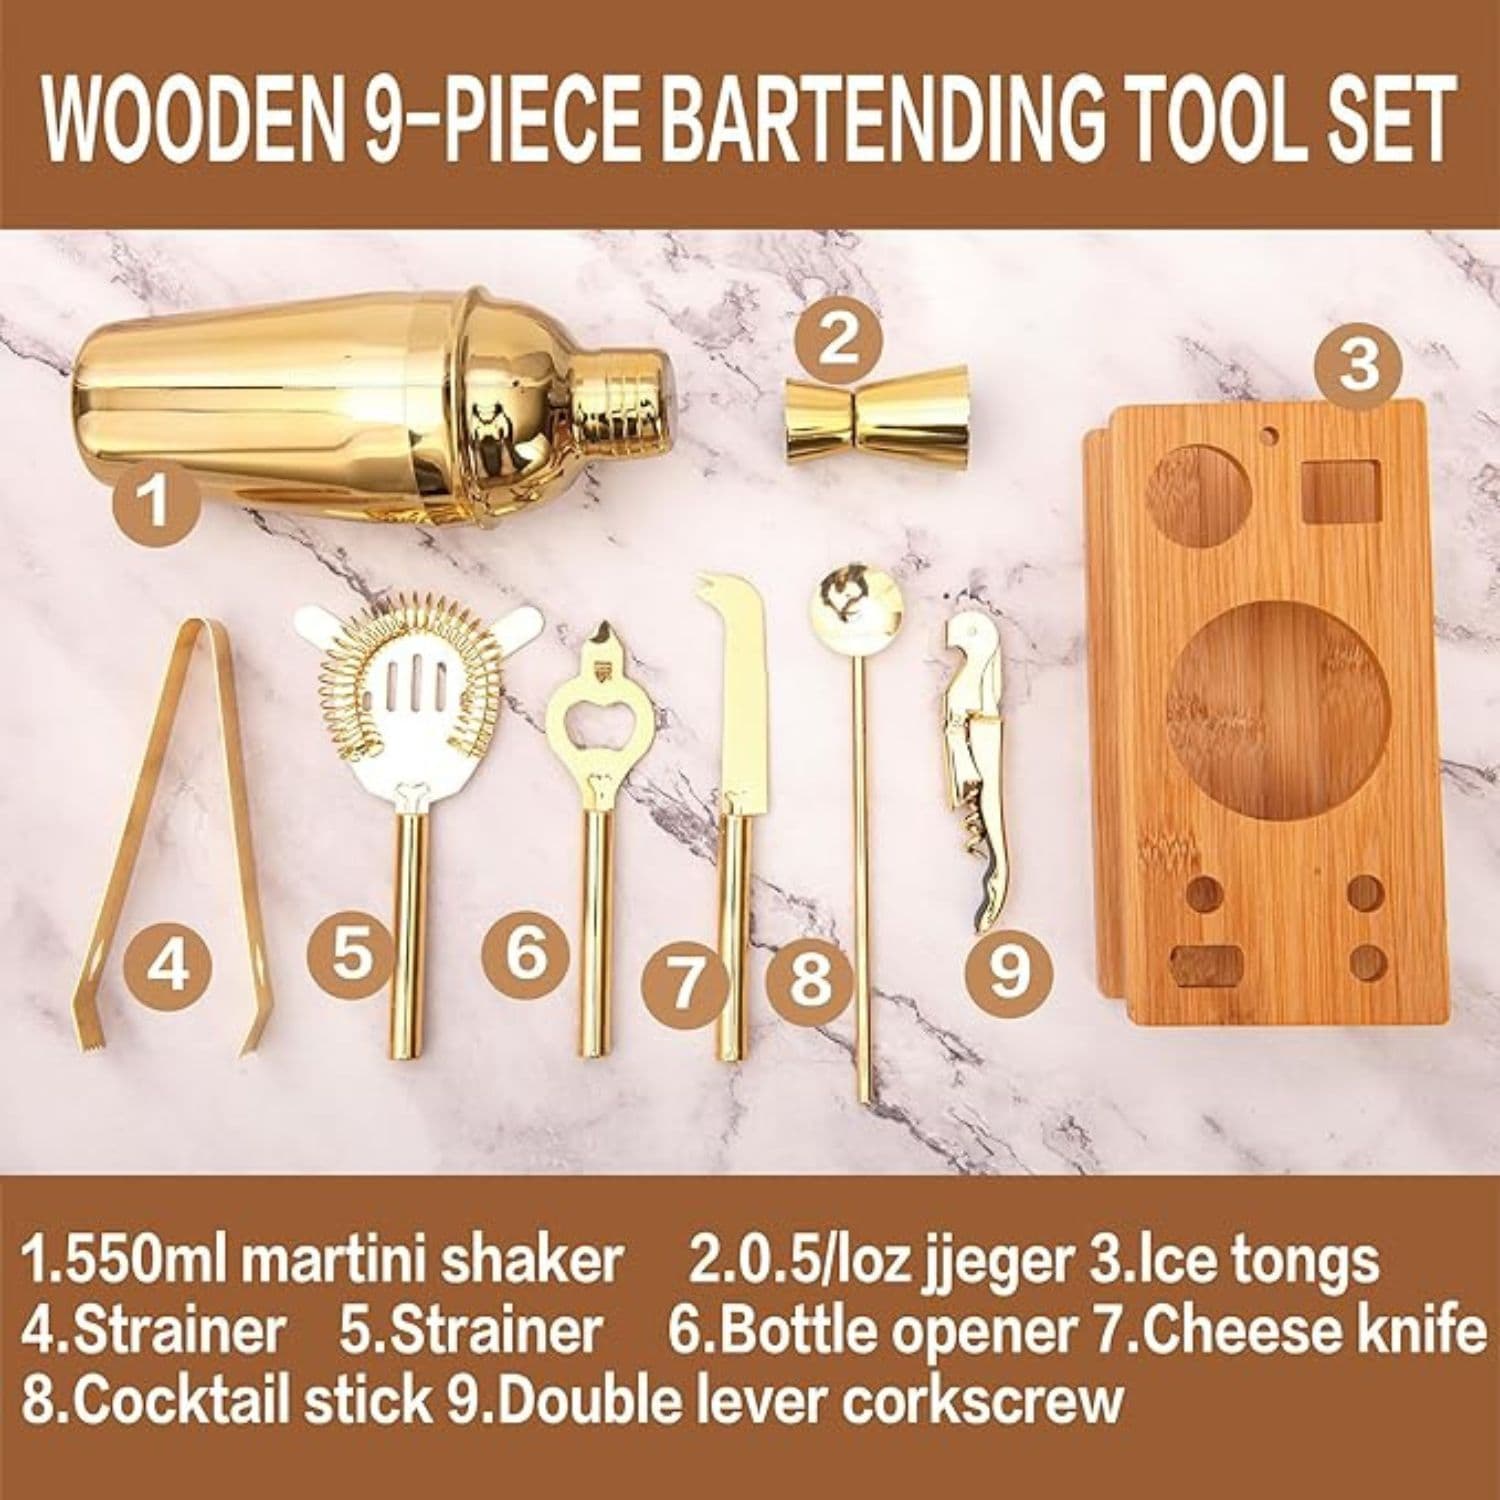 WOODEN 9-PIECE BARTENDING TOOL SET
1
2
3
4
5
6
7
8
9
1.550ml martini shaker 2.0.5/loz jjeger 3.Ice tongs
4.Strainer 5.Strainer 6.Bottle opener 7.Cheese knife
8.Cocktail stick 9.Double lever corkscrew